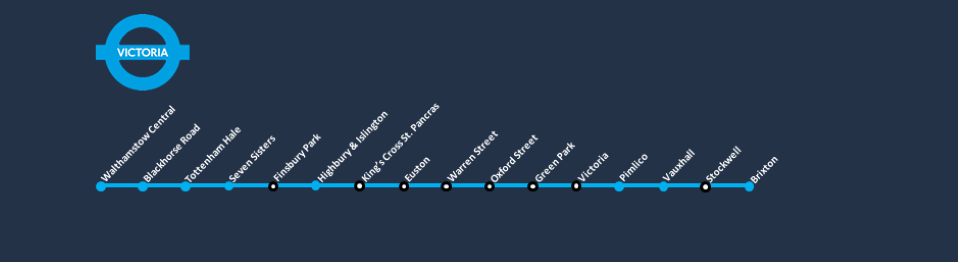 VICTORIA
Walthamstow Central
Blackhorse Road
Tottenham Hale
Seven Sisters
Finsbury Park
Highbury & Islington
King's Cross St. Pancras
Euston
Warren Street
Oxford Street
Green Park
Victoria
Pimlico
Vauxhall
Stockwell
Brixton